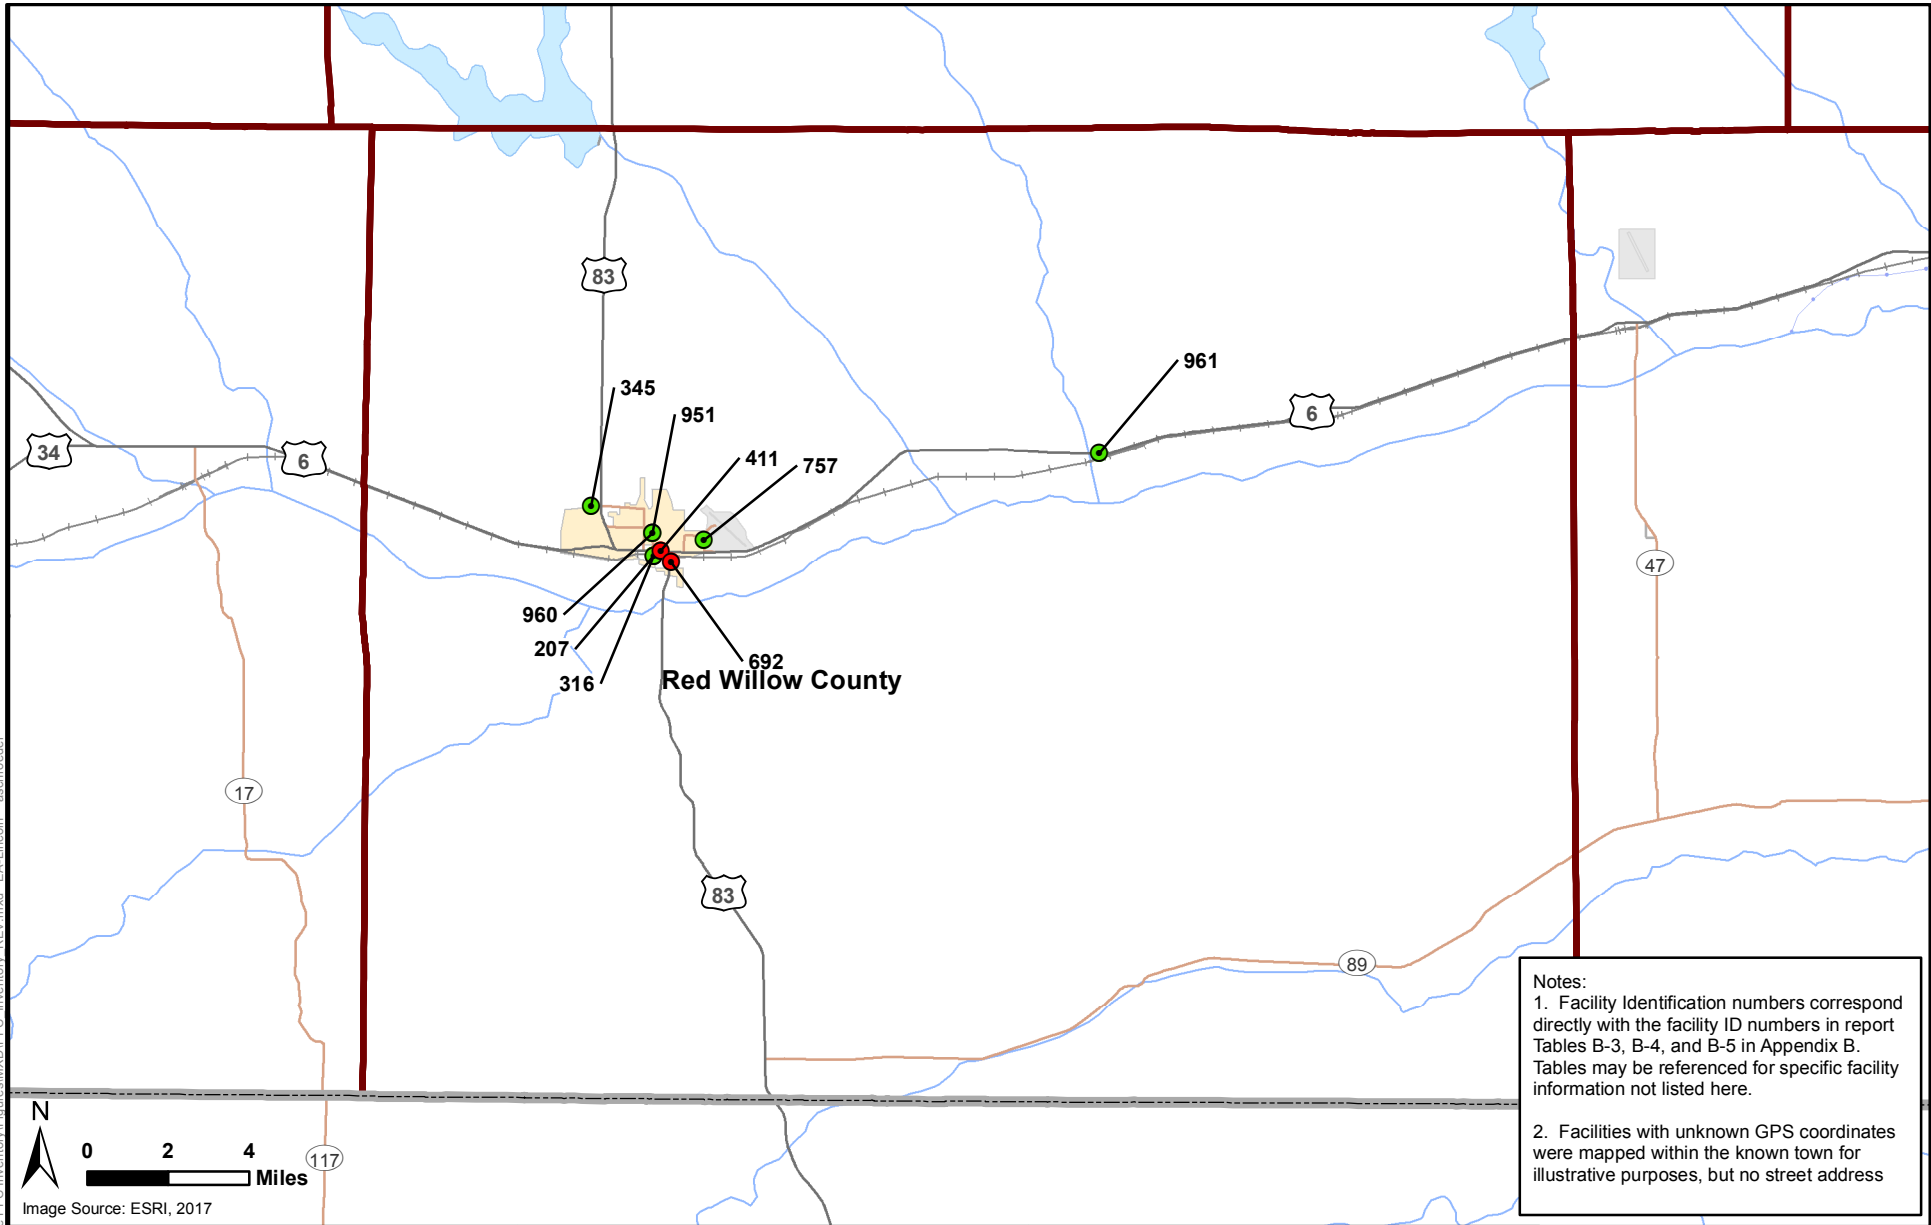 83
961
345
6
951
34
6
411
757
47
960
207
692
316
Red Willow County
17
83
89
Notes:
1. Facility Identification numbers correspond
directly with the facility ID numbers in report
Tables B-3, B-4, and B-5 in Appendix B.
Tables may be referenced for specific facility
information not listed here.
2. Facilities with unknown GPS coordinates
were mapped within the known town for
illustrative purposes, but no street address
N
0 2 4
Miles
117
Image Source: ESRI, 2017